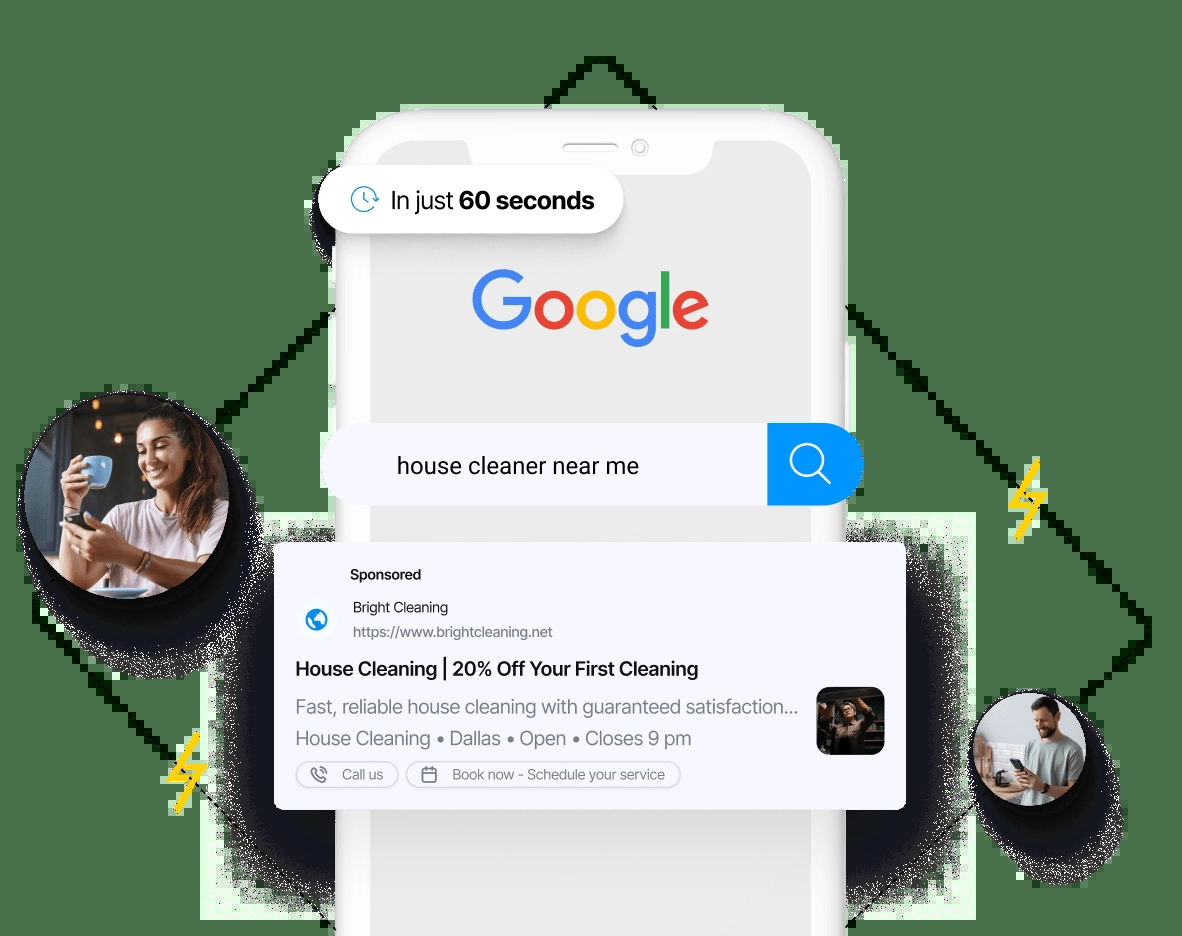 In just 60 seconds
Google
house cleaner near me
Sponsored
Bright Cleaning
https://www.brightcleaning.net
House Cleaning | 20% Off Your First Cleaning
Fast, reliable house cleaning with guaranteed satisfaction...
House Cleaning • Dallas • Open • Closes 9 pm
Call us
Book now - Schedule your service